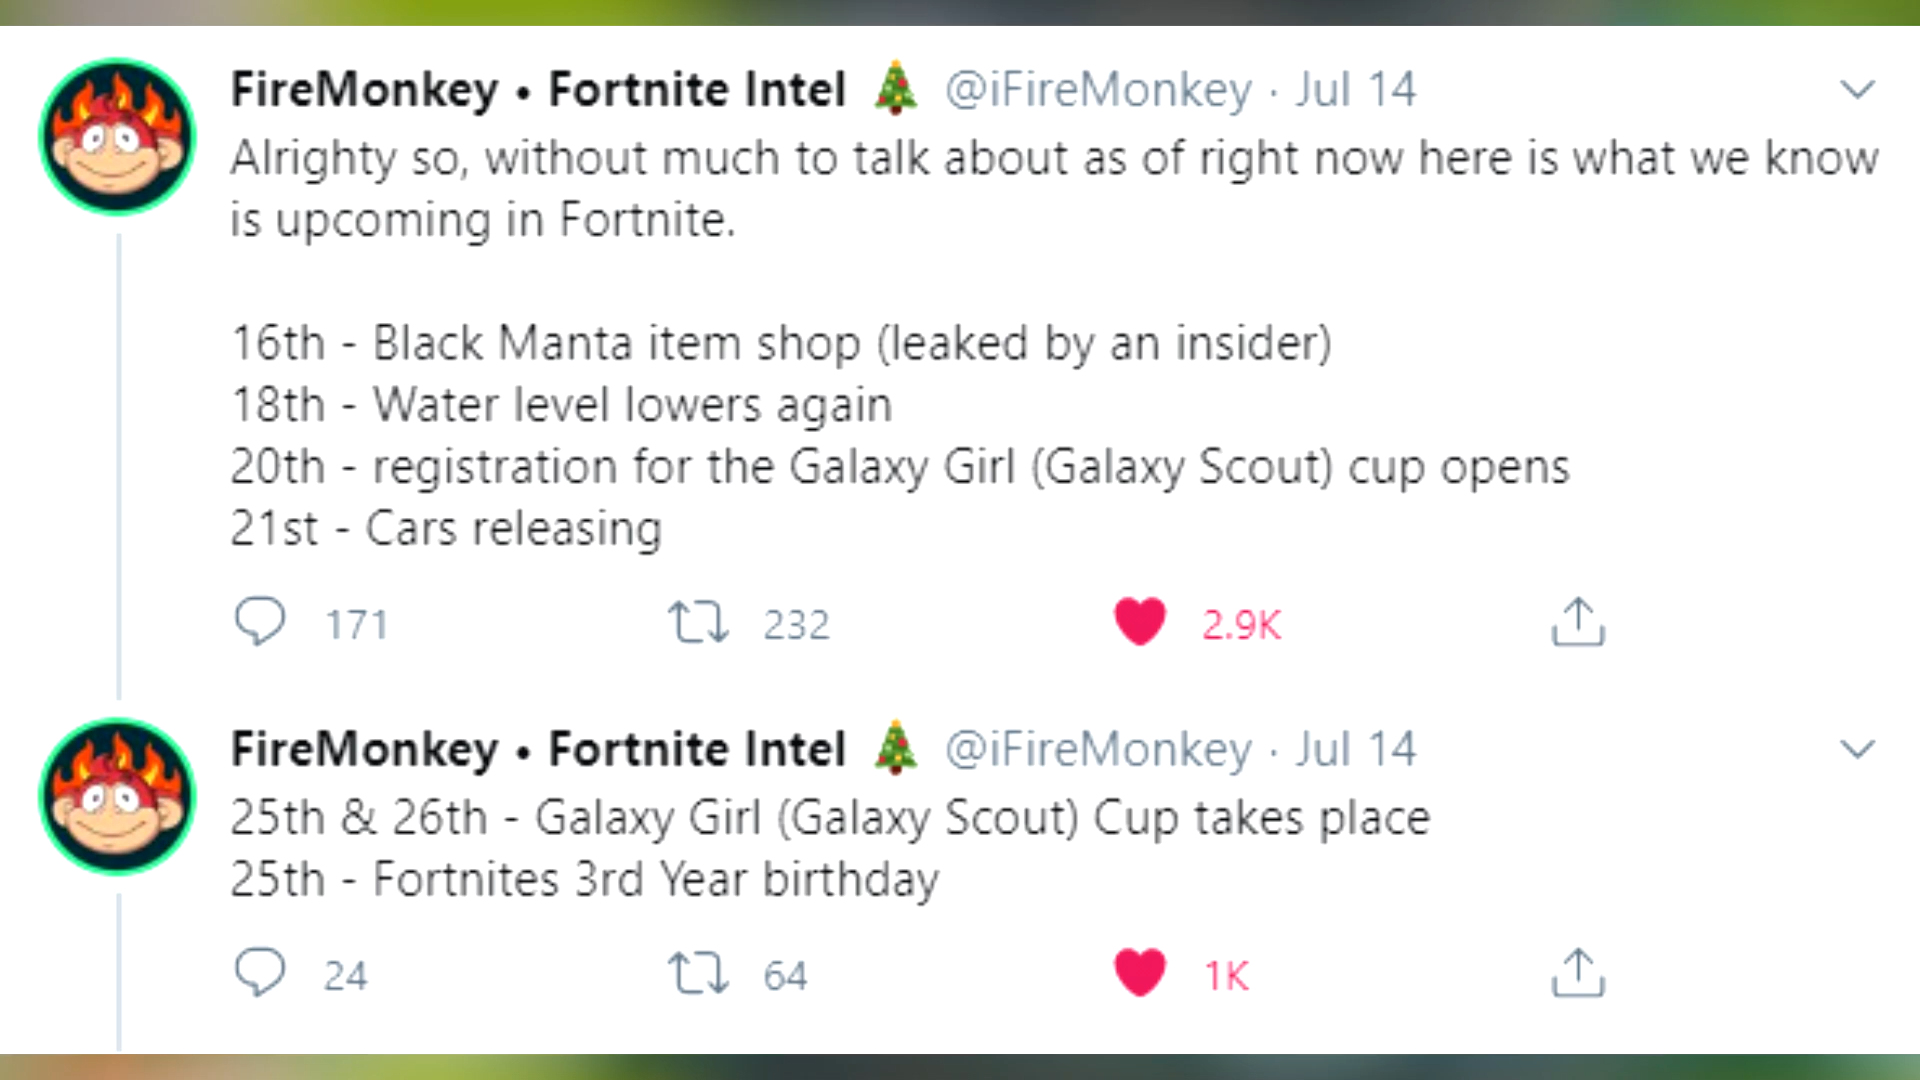 FireMonkey • Fortnite Intel 🎄 @iFireMonkey · Jul 14
Alrighty so, without much to talk about as of right now here is what we know
is upcoming in Fortnite.
16th - Black Manta item shop (leaked by an insider)
18th - Water level lowers again
20th - registration for the Galaxy Girl (Galaxy Scout) cup opens
21st - Cars releasing
171 232 2.9K
FireMonkey • Fortnite Intel 🎄 @iFireMonkey · Jul 14
25th & 26th - Galaxy Girl (Galaxy Scout) Cup takes place
25th - Fortnites 3rd Year birthday
24 64 1K